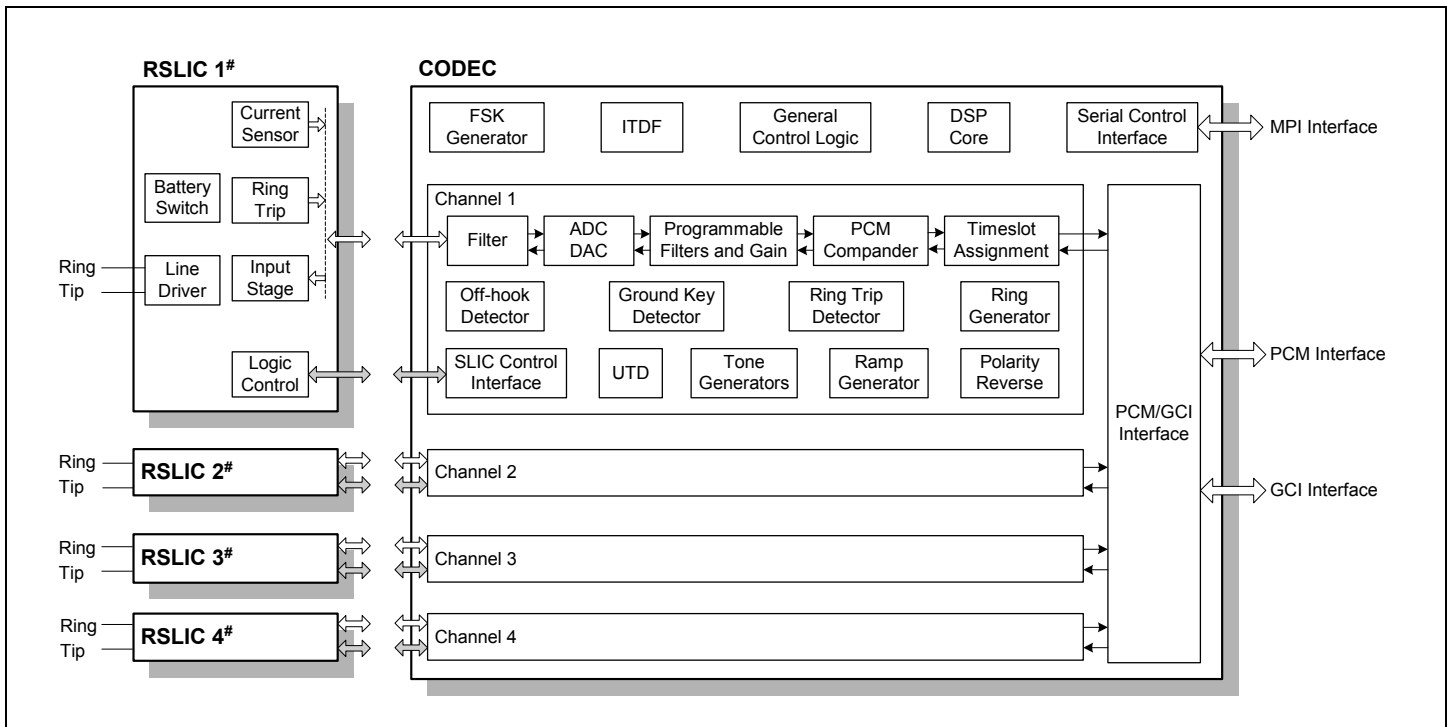 RSLIC 1#
CODEC
Current
Sensor
Battery
Switch
Ring
Trip
Ring
Tip
Line
Driver
Input
Stage
Logic
Control
FSK
Generator
ITDF
General
Control Logic
DSP
Core
Serial Control
Interface
MPI Interface
Channel 1
Filter
ADC
DAC
Programmable
Filters and Gain
PCM
Compander
Timeslot
Assignment
Off-hook
Detector
Ground Key
Detector
Ring Trip
Detector
Ring
Generator
SLIC Control
Interface
UTD
Tone
Generators
Ramp
Generator
Polarity
Reverse
PCM/GCI
Interface
PCM Interface
GCI Interface
Ring
Tip
RSLIC 2#
Channel 2
Ring
Tip
RSLIC 3#
Channel 3
Ring
Tip
RSLIC 4#
Channel 4